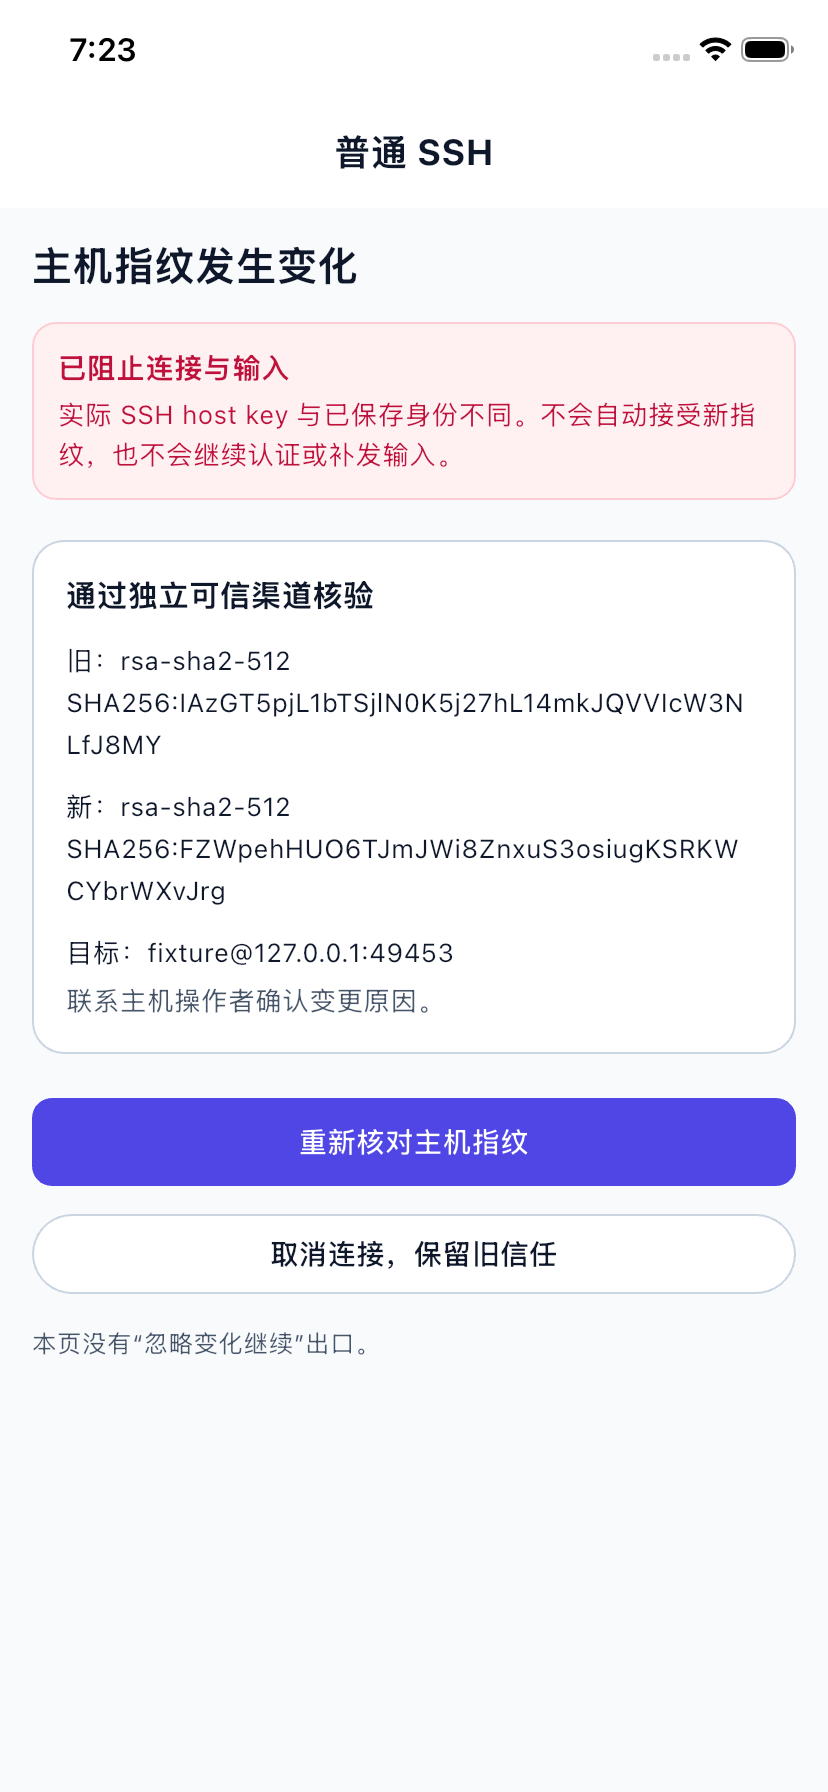 7:23
普通 SSH
主机指纹发生变化
已阻止连接与输入
实际 SSH host key 与已保存身份不同。不会自动接受新指
纹，也不会继续认证或补发输入。
通过独立可信渠道核验
旧：rsa-sha2-512
SHA256:IAzGT5pjL1bTSjlN0K5j27hL14mkJQVVIcW3N
LfJ8MY
新：rsa-sha2-512
SHA256:FZWpehHUO6TJmJWi8ZnxuS3osiugKSRKW
CYbrWXvJrg
目标：fixture@127.0.0.1:49453
联系主机操作者确认变更原因。
重新核对主机指纹
取消连接，保留旧信任
本页没有“忽略变化继续”出口。